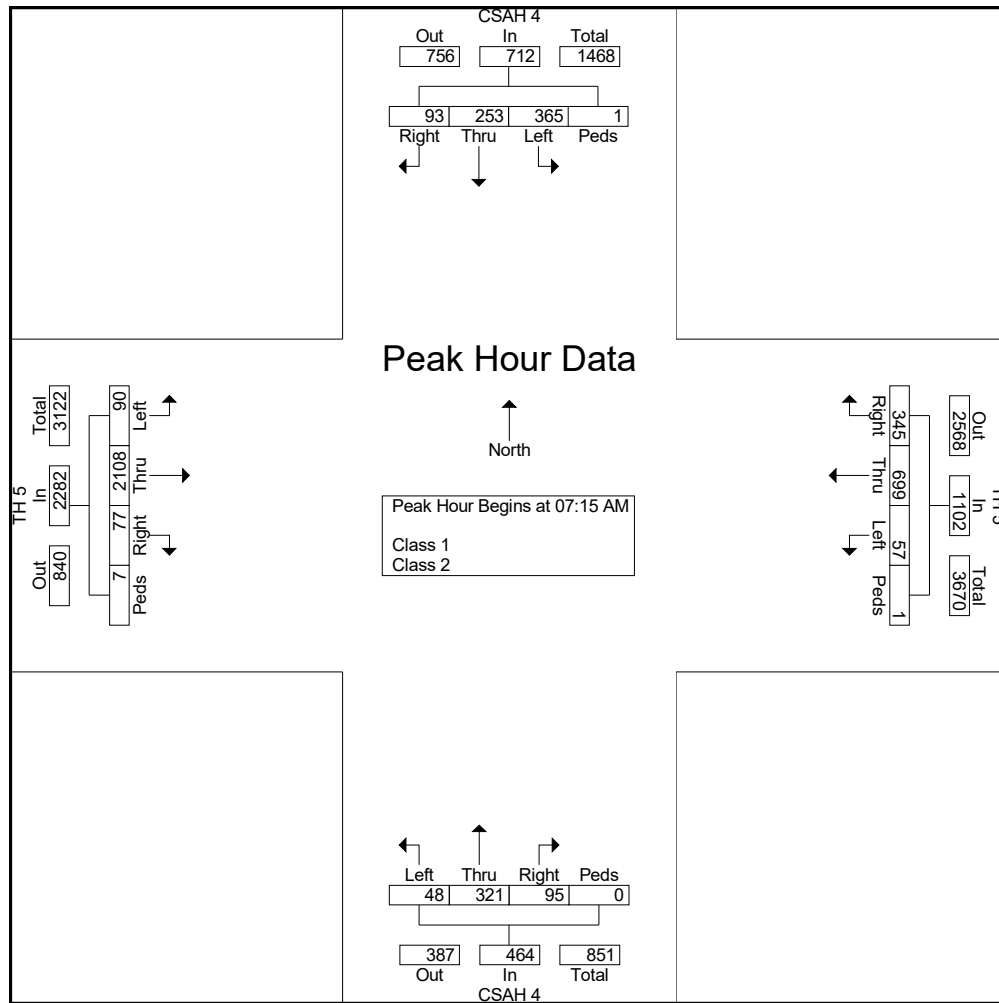 CSAH 4
Out In Total
756 712 1468
93 253 365 1
Right Thru Left Peds
Peak Hour Data
North
Peak Hour Begins at 07:15 AM
Class 1
Class 2
TH 5
Total In Out
3122 2282 840
90 2108 77 7
Left Thru Right Peds
Right Thru Left Peds
345 699 57 1
Out In Total
2568 1102 3670
Left Thru Right Peds
48 321 95 0
387 464 851
Out In Total
CSAH 4